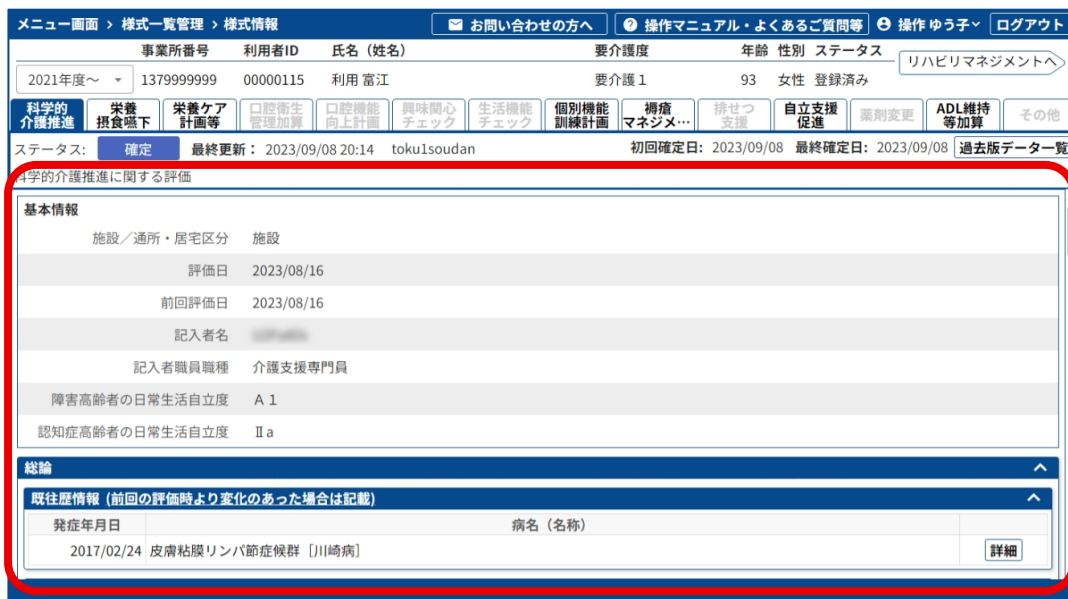 メニュー画面 > 様式一覧管理 > 様式情報 お問い合わせの方へ 操作マニュアル・よくあるご質問等 操作 ゆう子 ログアウト
事業所番号 利用者ID 氏名（姓名） 要介護度 年齢 性別 ステータス
リハビリマネジメントへ
2021年度～ 1379999999 00000115 利用 富江 要介護１ 93 女性 登録済み
科学的介護推進 栄養摂食嚥下 栄養ケア計画等 口腔衛生管理加算 口腔機能向上計画 興味関心チェック 生活機能チェック 個別機能訓練計画 褥瘡マネジメ… 排せつ支援 自立支援促進 薬剤変更 ADL維持等加算 その他
ステータス: 確定 最終更新： 2023/09/08 20:14 toku1soudan 初回確定日: 2023/09/08 最終確定日: 2023/09/08 過去版データ一覧
科学的介護推進に関する評価
基本情報
施設／通所・居宅区分 施設
評価日 2023/08/16
前回評価日 2023/08/16
記入者名
記入者職員職種 介護支援専門員
障害高齢者の日常生活自立度 Ａ１
認知症高齢者の日常生活自立度 Ⅱa
総論
既往歴情報 (前回の評価時より変化のあった場合は記載)
発症年月日 病名（名称）
2017/02/24 皮膚粘膜リンパ節症候群［川崎病］ 詳細